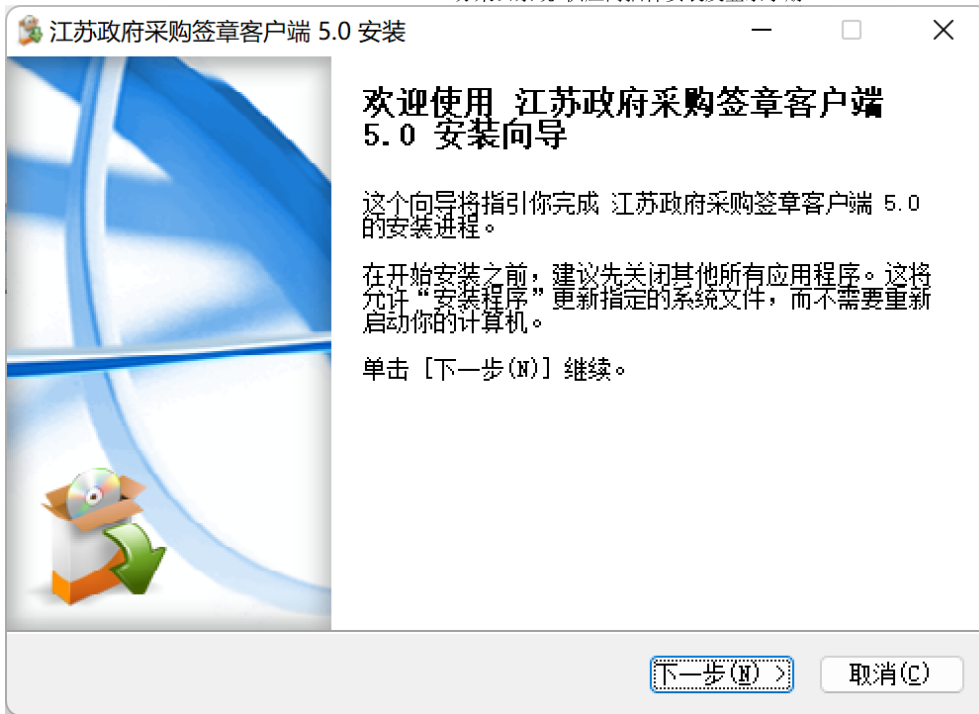 江苏政府采购签章客户端 5.0 安装
欢迎使用 江苏政府采购签章客户端
5.0 安装向导
这个向导将指引你完成 江苏政府采购签章客户端 5.0
的安装进程。
在开始安装之前，建议先关闭其他所有应用程序。这将
允许“安装程序”更新指定的系统文件，而不需要重新
启动你的计算机。
单击 [下一步(N)] 继续。
下一步(N) >
取消(C)